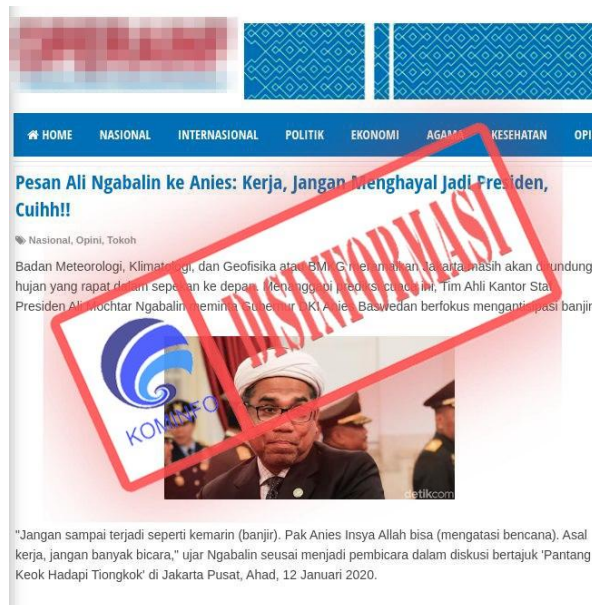 HOME NASIONAL INTERNASIONAL POLITIK EKONOMI AGAMA KESEHATAN OPI
Pesan Ali Ngabalin ke Anies: Kerja, Jangan Menghayal Jadi Presiden,
Cuihh!!
Nasional, Opini, Tokoh
Badan Meteorologi, Klimatologi, dan Geofisika atau BMKG meramalkan Jakarta masih akan dirundung
hujan yang rapat dalam sepekan ke depan. Menanggapi prediksi cuaca ini, Tim Ahli Kantor Staf
Presiden Ali Mochtar Ngabalin meminta Gubernur DKI Anies Baswedan berfokus mengantisipasi banjir
DISINFORMASI
KOMINFO
detikcom
"Jangan sampai terjadi seperti kemarin (banjir). Pak Anies Insya Allah bisa (mengatasi bencana). Asal
kerja, jangan banyak bicara," ujar Ngabalin seusai menjadi pembicara dalam diskusi bertajuk 'Pantang
Keok Hadapi Tiongkok' di Jakarta Pusat, Ahad, 12 Januari 2020.